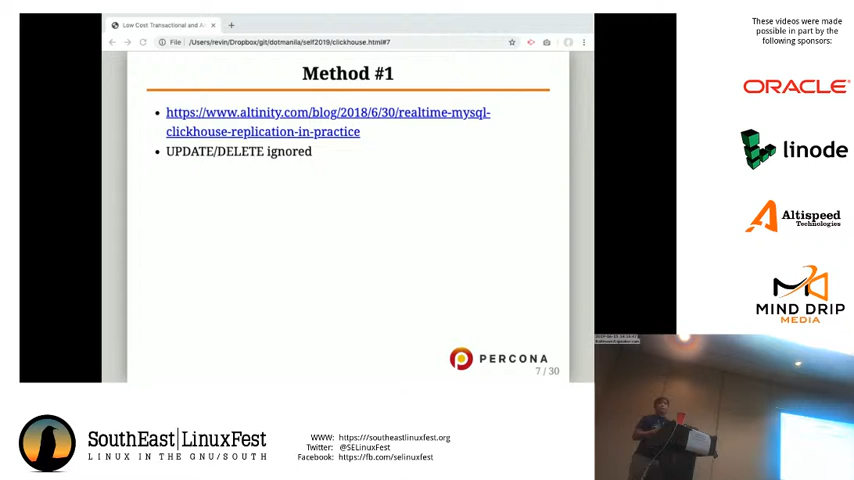 Low Cost Transactional and A
File | /Users/revin/Dropbox/git/dotmanila/self2019/clickhouse.html#7
Method #1
• https://www.altinity.com/blog/2018/6/30/realtime-mysql-
clickhouse-replication-in-practice
• UPDATE/DELETE ignored
PERCONA
7 / 30
These videos were made
possible in part by the
following sponsors:
ORACLE
linode
Altispeed
Technologies
MIND DRIP
MEDIA
SouthEast|LinuxFest
LINUX IN THE GNU/SOUTH
WWW: https:///southeastlinuxfest.org
Twitter: @SELinuxFest
Facebook: https://fb.com/selinuxfest